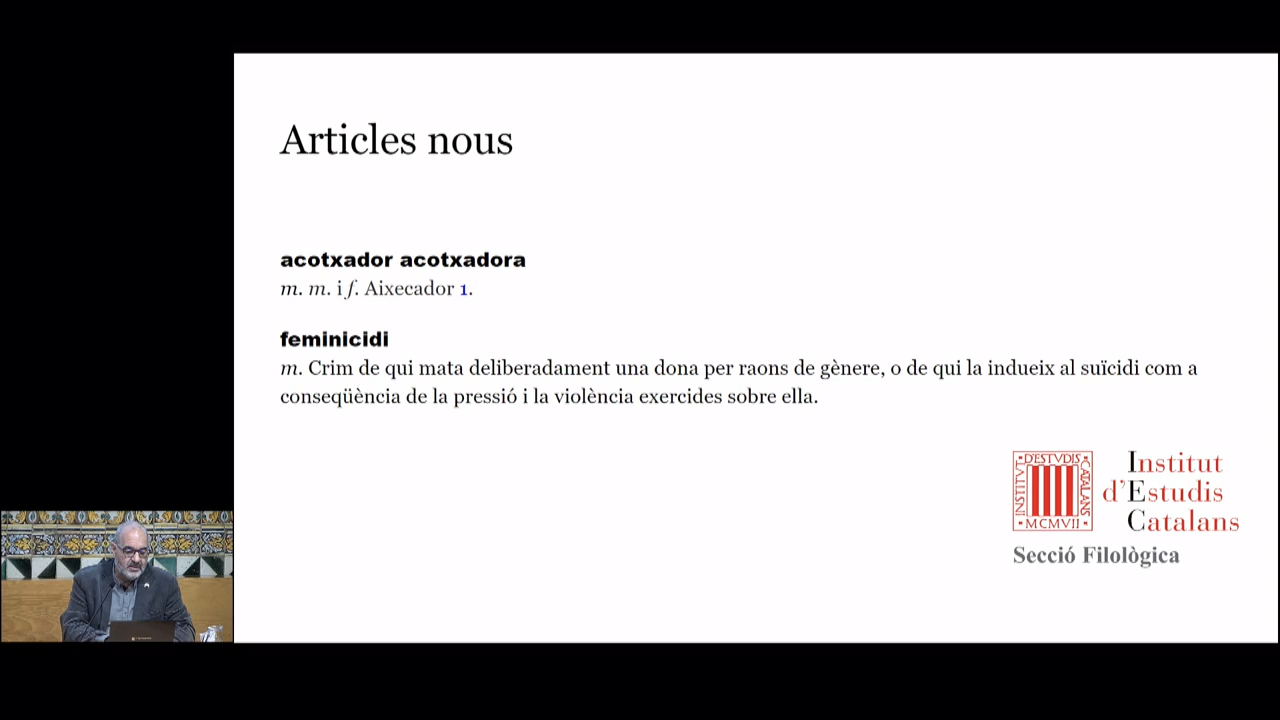 Articles nous
acotxador acotxadora
m. m. i f. Aixecador 1.
feminicidi
m. Crim de qui mata deliberadament una dona per raons de gènere, o de qui la indueix al suïcidi com a
conseqüència de la pressió i la violència exercides sobre ella.
INSTITVT D'ESTVDIS CATALANS
MCMVII
Institut
d'Estudis
Catalans
Secció Filològica